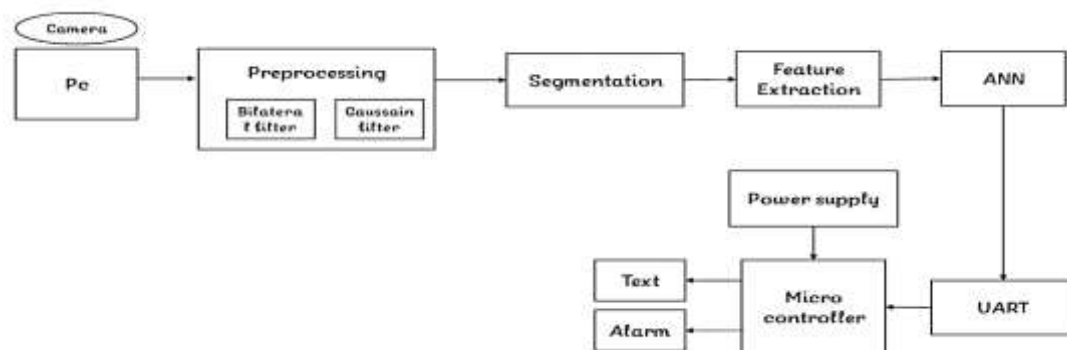 Camera
Pc
Preprocessing
Bilatera
l filter
Gaussain
filter
Segmentation
Feature
Extraction
ANN
Power supply
Text
Alarm
Micro
controller
UART